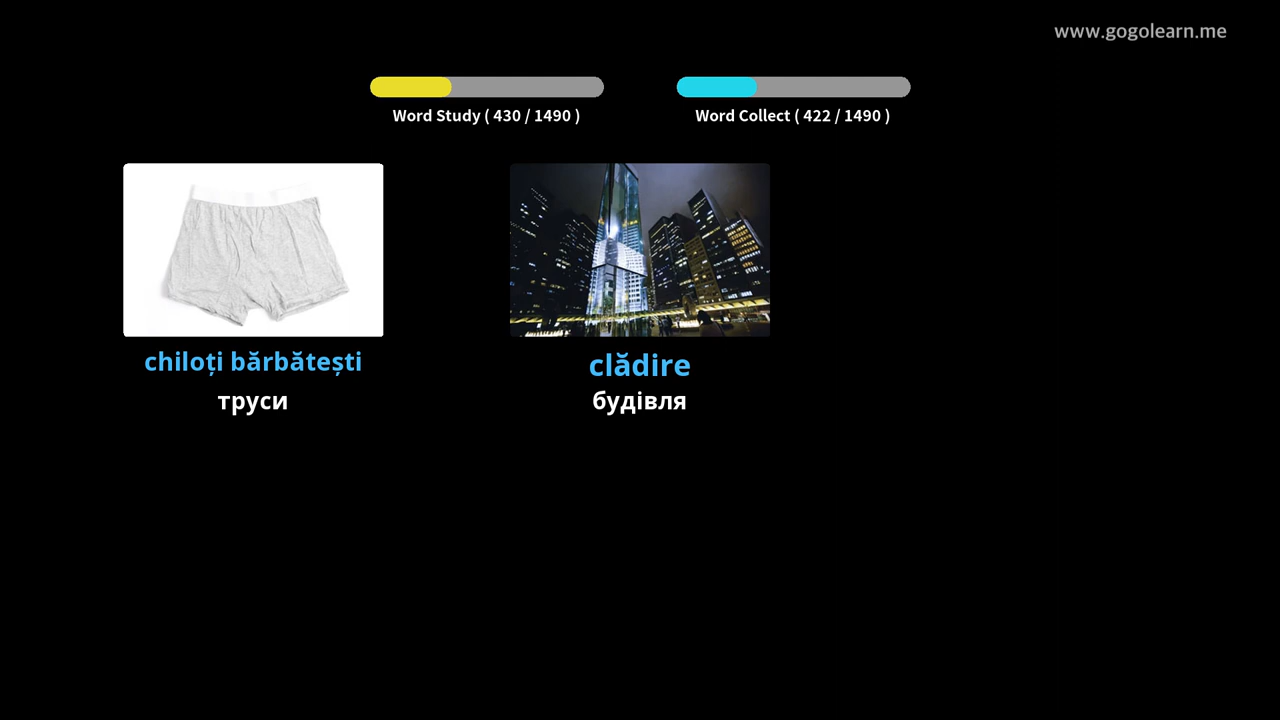 www.gogolearn.me
Word Study ( 430 / 1490 )
Word Collect ( 422 / 1490 )
chiloți bărbătești
труси
clădire
будівля